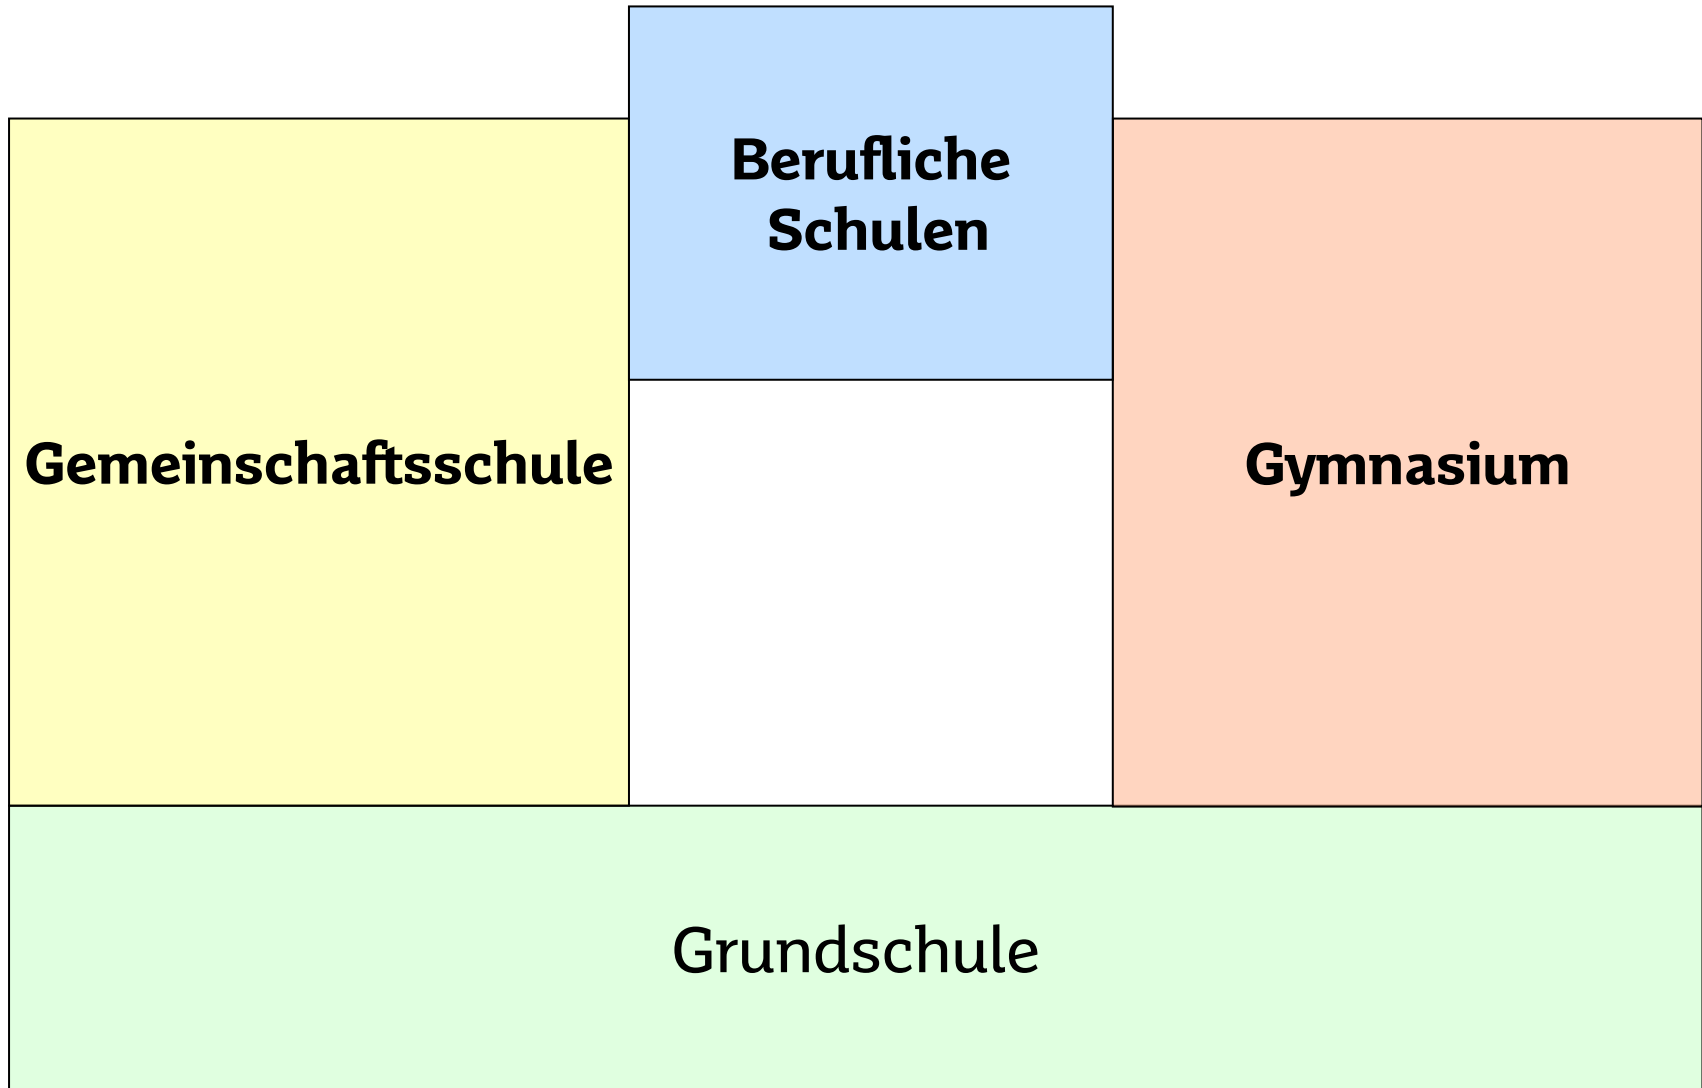 Berufliche
Schulen
Gemeinschaftsschule
Gymnasium
Grundschule